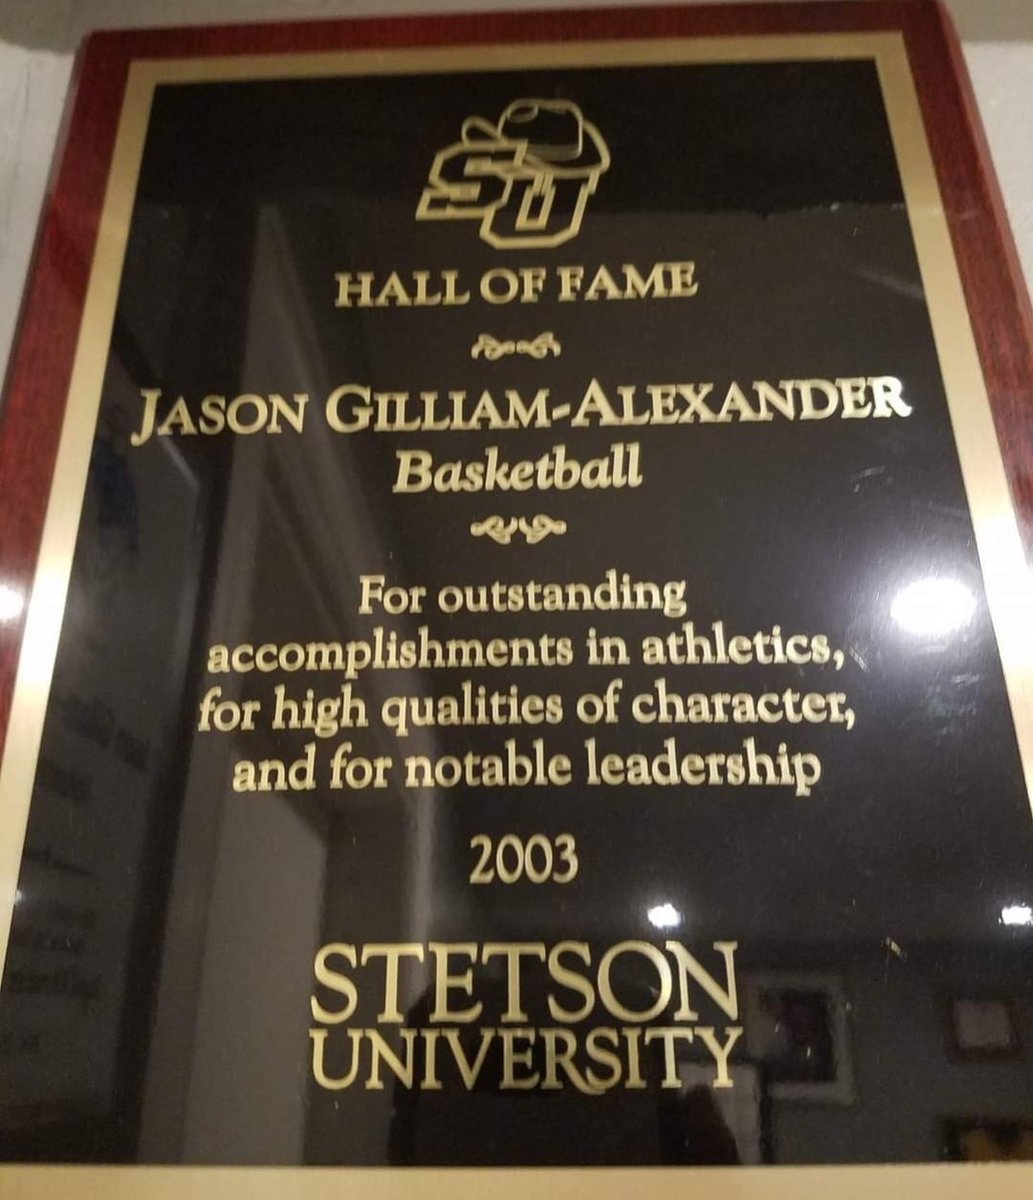 SU
HALL OF FAME
JASON GILLIAM-ALEXANDER
Basketball
For outstanding
accomplishments in athletics,
for high qualities of character,
and for notable leadership
2003
STETSON
UNIVERSITY